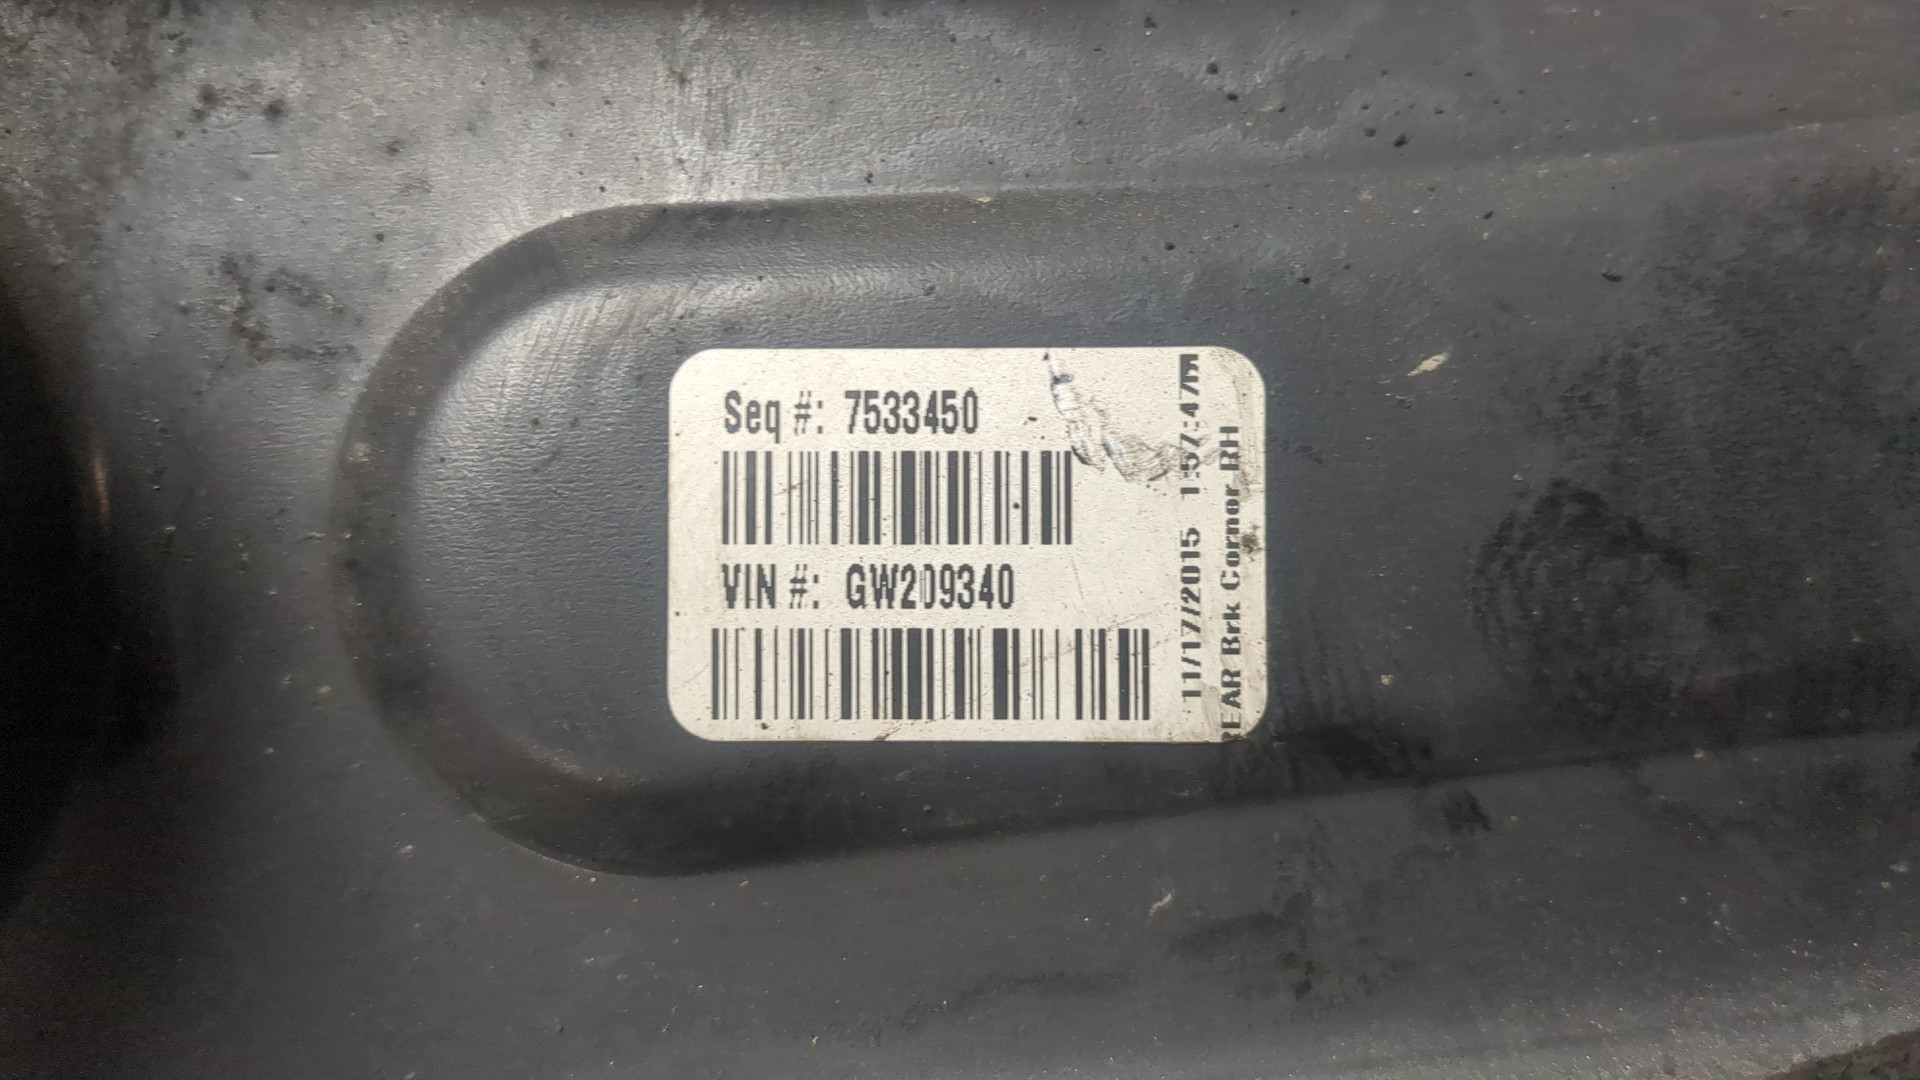 Seq #: 7533450
VIN #: GW209340
11/17/2015 1:57:47
REAR Brk Corner RH